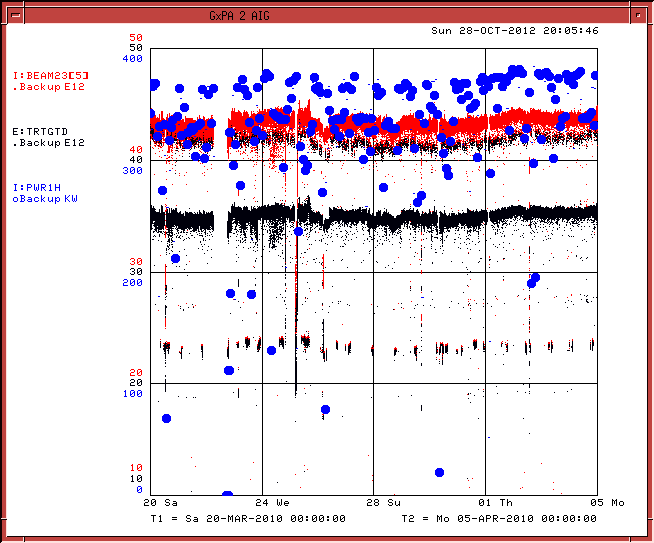 GxPA 2 AIG
Sun 28-OCT-2012 20:05:46
50
50
400
I:BEAM23[5]
.Backup E12
E:TRTGTD
.Backup E12
40
40
300
I:PWR1H
oBackup KW
30
30
200
20
20
100
10
10
0
20 Sa 24 We 28 Su 01 Th 05 Mo
T1 = Sa 20-MAR-2010 00:00:00 T2 = Mo 05-APR-2010 00:00:00